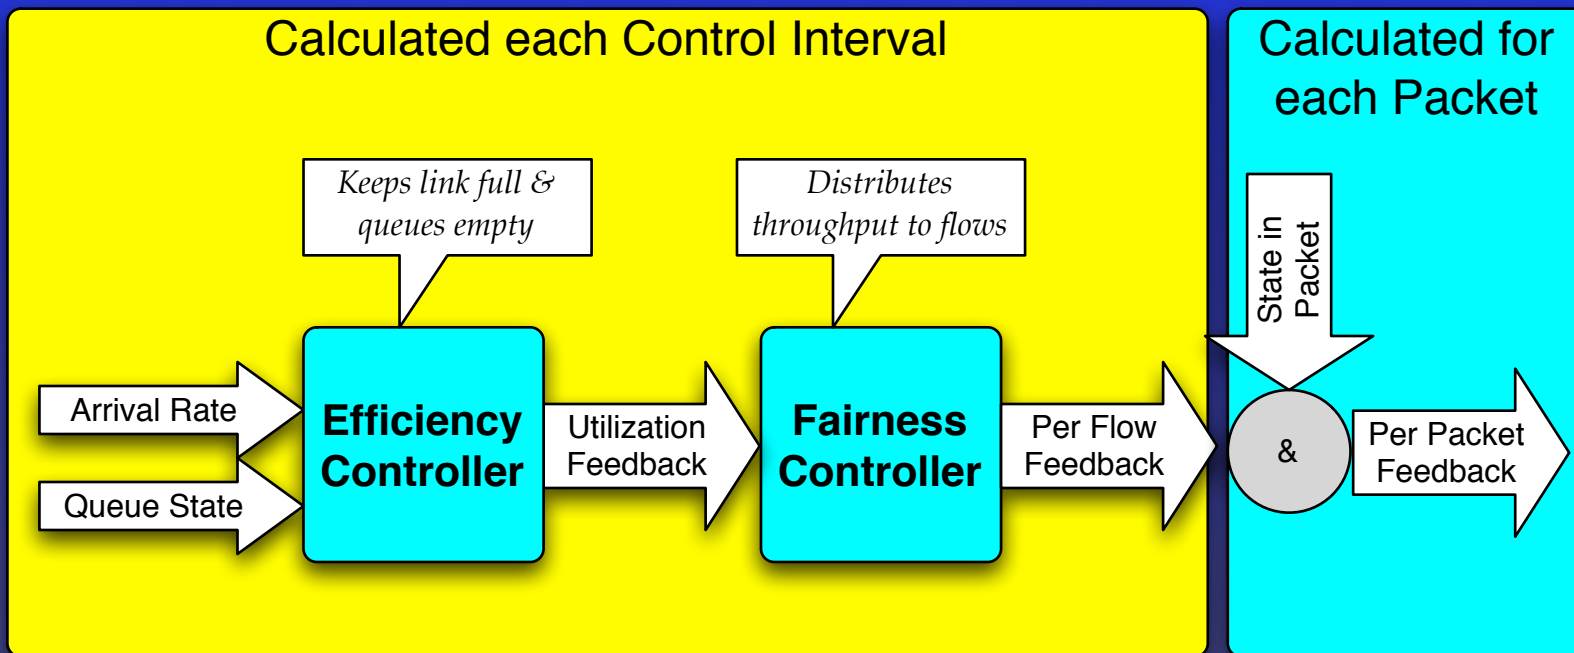 Calculated each Control Interval
Calculated for
each Packet
Keeps link full &
queues empty
Distributes
throughput to flows
State in
Packet
Arrival Rate
Queue State
Efficiency
Controller
Utilization
Feedback
Fairness
Controller
Per Flow
Feedback
&
Per Packet
Feedback